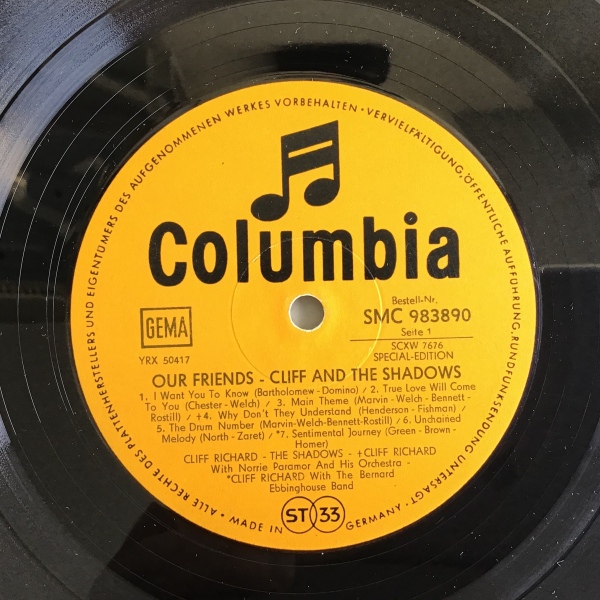 ALLE RECHTE DES PLATTENHERSTELLERS UND EIGENTÜMERS DES AUFGENOMMENEN WERKES VORBEHALTEN · VERVIELFÄLTIGUNG, ÖFFENTLICHE AUFFÜHRUNG, RUNDFUNKSENDUNG UNTERSAGT ·
Columbia
Bestell-Nr.
SMC 983890
Seite 1
GEMA
SCXW 7676
YRX 50417
SPECIAL-EDITION
OUR FRIENDS - CLIFF AND THE SHADOWS
1. I Want You To Know (Bartholomew - Domino) / 2. True Love Will Come
To You (Chester - Welch) / 3. Main Theme (Marvin - Welch - Bennett -
Rostill) / †4. Why Don't They Understand (Henderson - Fishman) /
5. The Drum Number (Marvin-Welch-Bennett-Rostill) / 6. Unchained
Melody (North - Zaret) / *7. Sentimental Journey (Green - Brown -
Homer)
CLIFF RICHARD - THE SHADOWS - †CLIFF RICHARD
With Norrie Paramor And His Orchestra -
*CLIFF RICHARD With The Bernard
Ebbinghouse Band
· MADE IN GERMANY · AN
ST 33